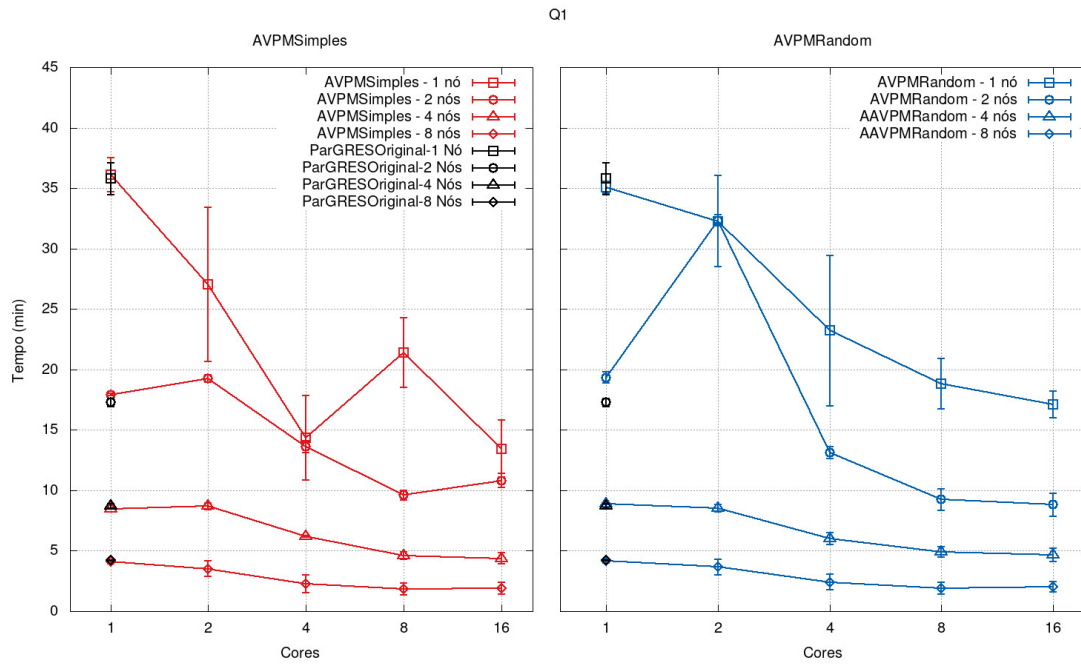 Q1
AVPMSimples
AVPMRandom
Tempo (min)
45
40
35
30
25
20
15
10
5
0
AVPMSimples - 1 nó
AVPMSimples - 2 nós
AVPMSimples - 4 nós
AVPMSimples - 8 nós
ParGRESOriginal-1 Nó
ParGRESOriginal-2 Nós
ParGRESOriginal-4 Nós
ParGRESOriginal-8 Nós
1 2 4 8 16
Cores
AVPMRandom - 1 nó
AVPMRandom - 2 nós
AAVPMRandom - 4 nós
AAVPMRandom - 8 nós
1 2 4 8 16
Cores